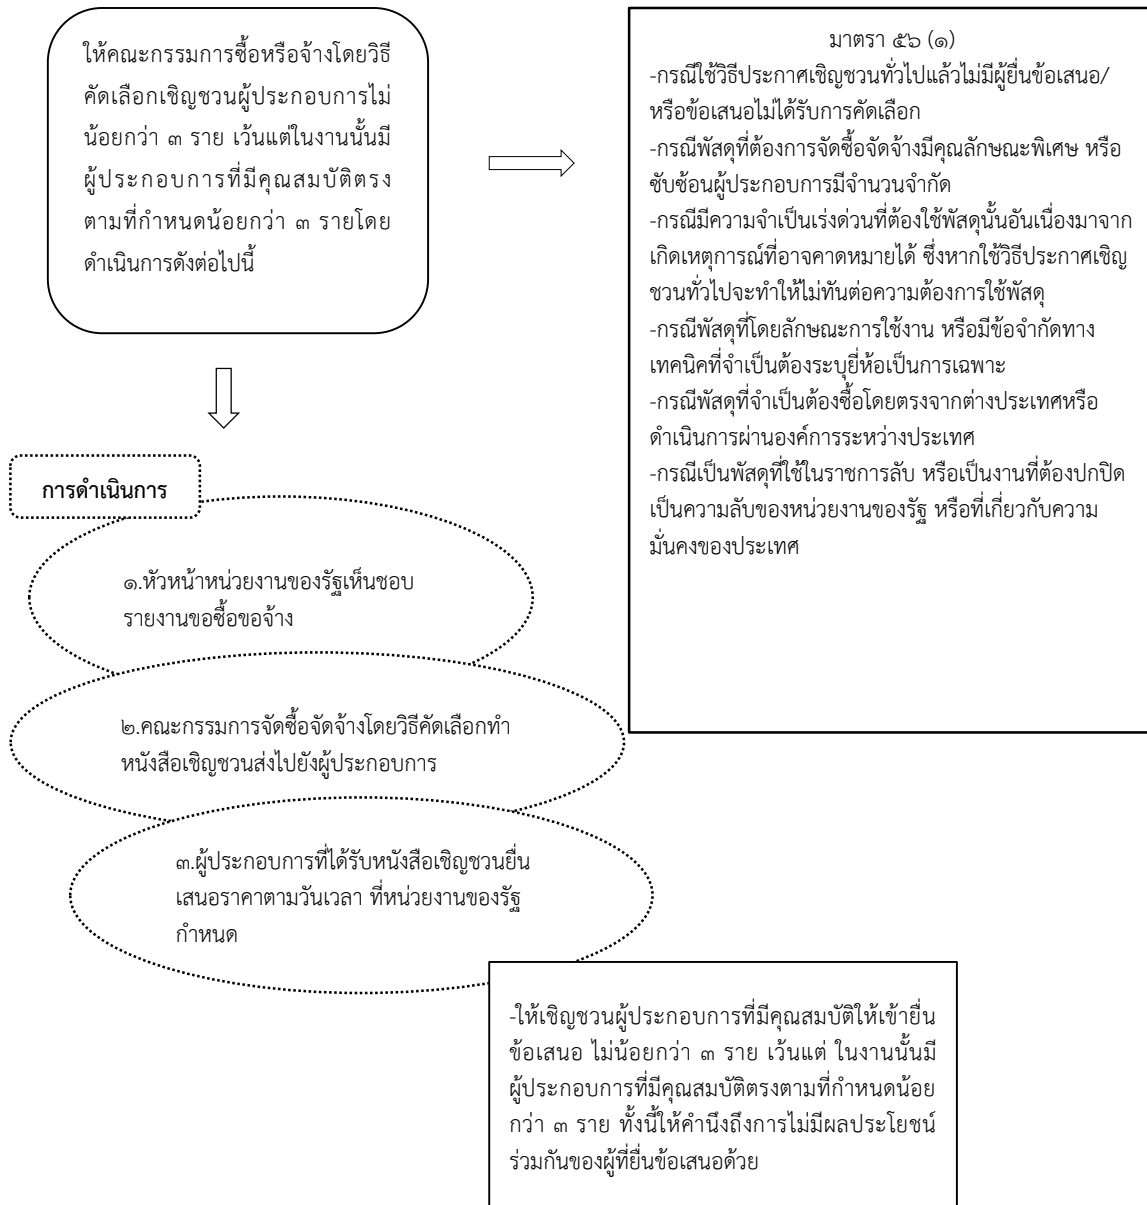 ให้คณะกรรมการซื้อหรือจ้างโดยวิธี
คัดเลือกเชิญชวนผู้ประกอบการไม่
น้อยกว่า ๓ ราย เว้นแต่ในงานนั้นมี
ผู้ประกอบการที่มีคุณสมบัติตรง
ตามที่กำหนดน้อยกว่า ๓ รายโดย
ดำเนินการดังต่อไปนี้
มาตรา ๕๖ (๑)
-กรณีใช้วิธีประกาศเชิญชวนทั่วไปแล้วไม่มีผู้ยื่นข้อเสนอ/
หรือข้อเสนอไม่ได้รับการคัดเลือก
-กรณีพัสดุที่ต้องการจัดซื้อจัดจ้างมีคุณลักษณะพิเศษ หรือ
ซับซ้อนผู้ประกอบการมีจำนวนจำกัด
-กรณีมีความจำเป็นเร่งด่วนที่ต้องใช้พัสดุนั้นอันเนื่องมาจาก
เกิดเหตุการณ์ที่อาจคาดหมายได้ ซึ่งหากใช้วิธีประกาศเชิญ
ชวนทั่วไปจะทำให้ไม่ทันต่อความต้องการใช้พัสดุ
-กรณีพัสดุที่โดยลักษณะการใช้งาน หรือมีข้อจำกัดทาง
เทคนิคที่จำเป็นต้องระบุยี่ห้อเป็นการเฉพาะ
-กรณีพัสดุที่จำเป็นต้องซื้อโดยตรงจากต่างประเทศหรือ
ดำเนินการผ่านองค์การระหว่างประเทศ
-กรณีเป็นพัสดุที่ใช้ในราชการลับ หรือเป็นงานที่ต้องปกปิด
เป็นความลับของหน่วยงานของรัฐ หรือที่เกี่ยวกับความ
มั่นคงของประเทศ
การดำเนินการ
๑.หัวหน้าหน่วยงานของรัฐเห็นชอบ
รายงานขอซื้อขอจ้าง
๒.คณะกรรมการจัดซื้อจัดจ้างโดยวิธีคัดเลือกทำ
หนังสือเชิญชวนส่งไปยังผู้ประกอบการ
๓.ผู้ประกอบการที่ได้รับหนังสือเชิญชวนยื่น
เสนอราคาตามวันเวลา ที่หน่วยงานของรัฐ
กำหนด
-ให้เชิญชวนผู้ประกอบการที่มีคุณสมบัติให้เข้ายื่น
ข้อเสนอ ไม่น้อยกว่า ๓ ราย เว้นแต่ ในงานนั้นมี
ผู้ประกอบการที่มีคุณสมบัติตรงตามที่กำหนดน้อย
กว่า ๓ ราย ทั้งนี้ให้คำนึงถึงการไม่มีผลประโยชน์
ร่วมกันของผู้ที่ยื่นข้อเสนอด้วย